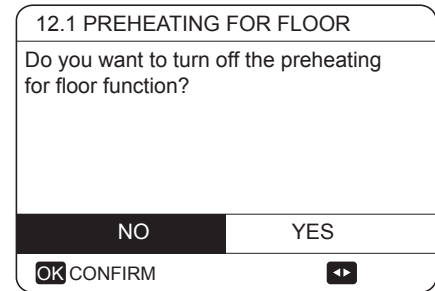 12.1 PREHEATING FOR FLOOR
Do you want to turn off the preheating
for floor function?
NO YES
OK CONFIRM